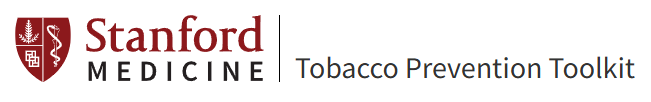 Stanford
MEDICINE
Tobacco Prevention Toolkit